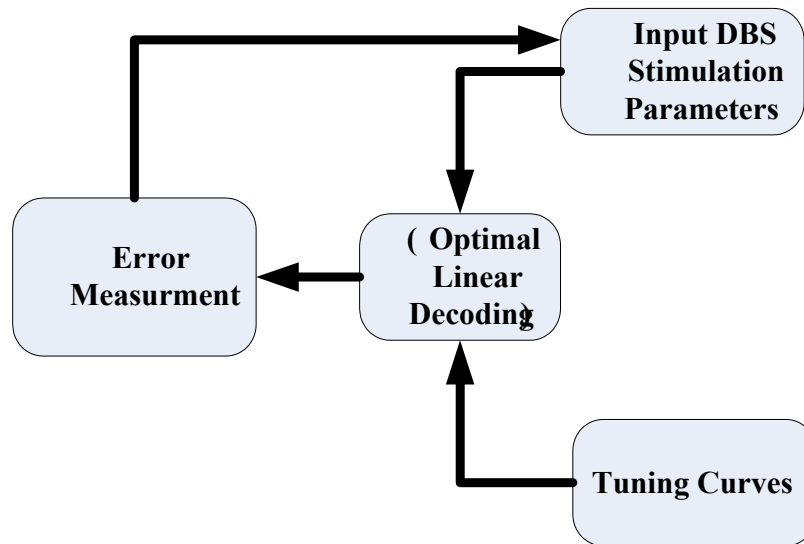 Input DBS
Stimulation
Parameters
( Optimal
Linear
Decoding)
Error
Measurment
Tuning Curves